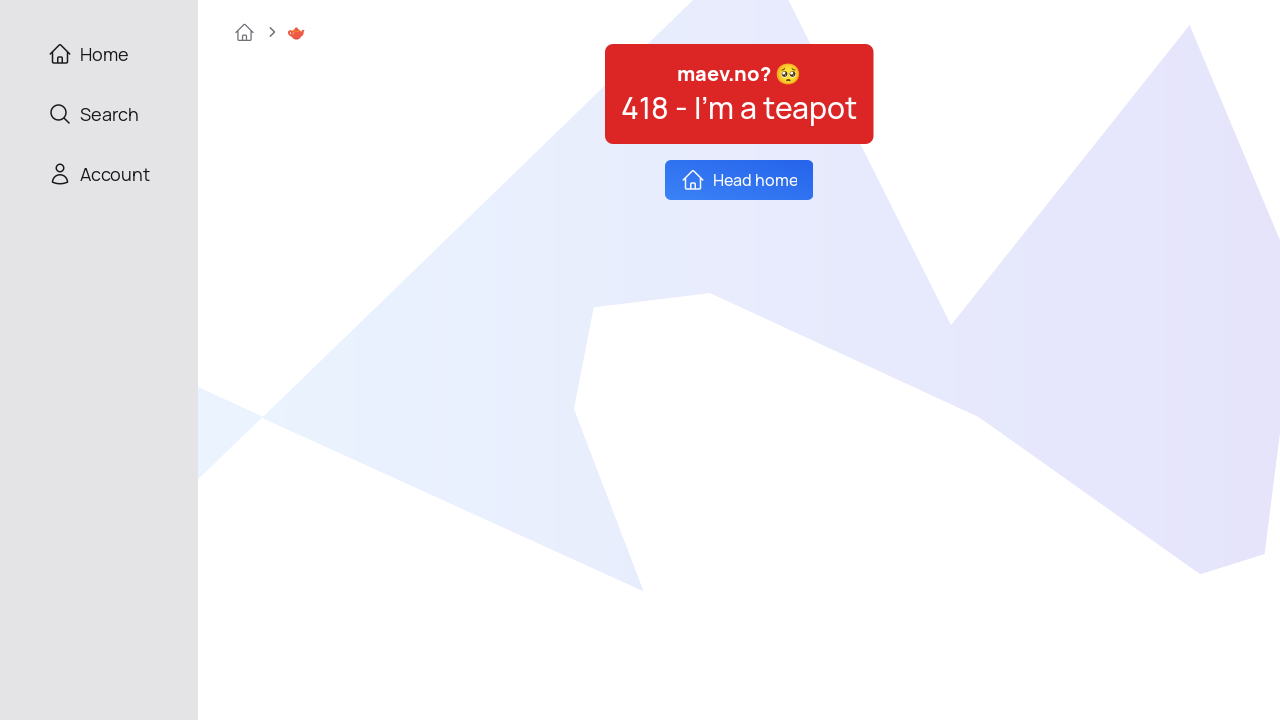 Home
Search
Account
maev.no? 🥺
418 - I'm a teapot
Head home